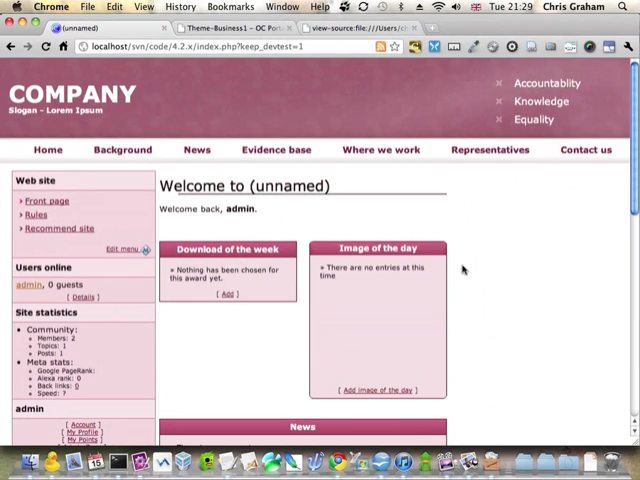 Chrome File Edit View History Bookmarks Window Help Tue 21:29 Chris Graham
(unnamed)
Theme-Business1 – OC Port
view-source:file:///Users/c
localhost/svn/code/4.2.x/index.php?keep_devtest=1
COMPANY
Slogan - Lorem Ipsum
Accountablity
Knowledge
Equality
Home Background News Evidence base Where we work Representatives Contact us
Web site
Front page
Rules
Recommend site
Edit menu
Users online
admin, 0 guests
[ Details ]
Site statistics
Community:
Members: 2
Topics: 1
Posts: 1
Meta stats:
Google PageRank:
Alexa rank: 0
Back links: 0
Speed: ?
admin
[ Account ]
[ My Profile ]
[ My Points ]
Welcome to (unnamed)
Welcome back, admin.
Download of the week
» Nothing has been chosen for
this award yet.
[ Add ]
Image of the day
» There are no entries at this
time
[ Add image of the day ]
News